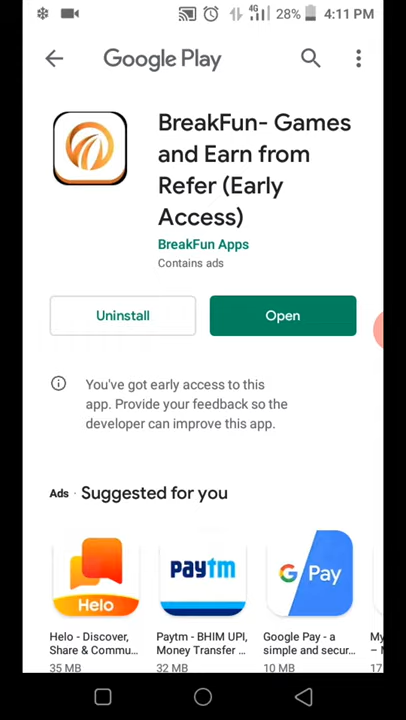 4G 28% 4:11 PM
Google Play
BreakFun- Games
and Earn from
Refer (Early
Access)
BreakFun Apps
Contains ads
Uninstall Open
You've got early access to this
app. Provide your feedback so the
developer can improve this app.
Ads · Suggested for you
Helo paytm G Pay
Helo - Discover, Paytm - BHIM UPI, Google Pay - a My
Share & Commu... Money Transfer ... simple and secur... –
35 MB 32 MB 10 MB 17